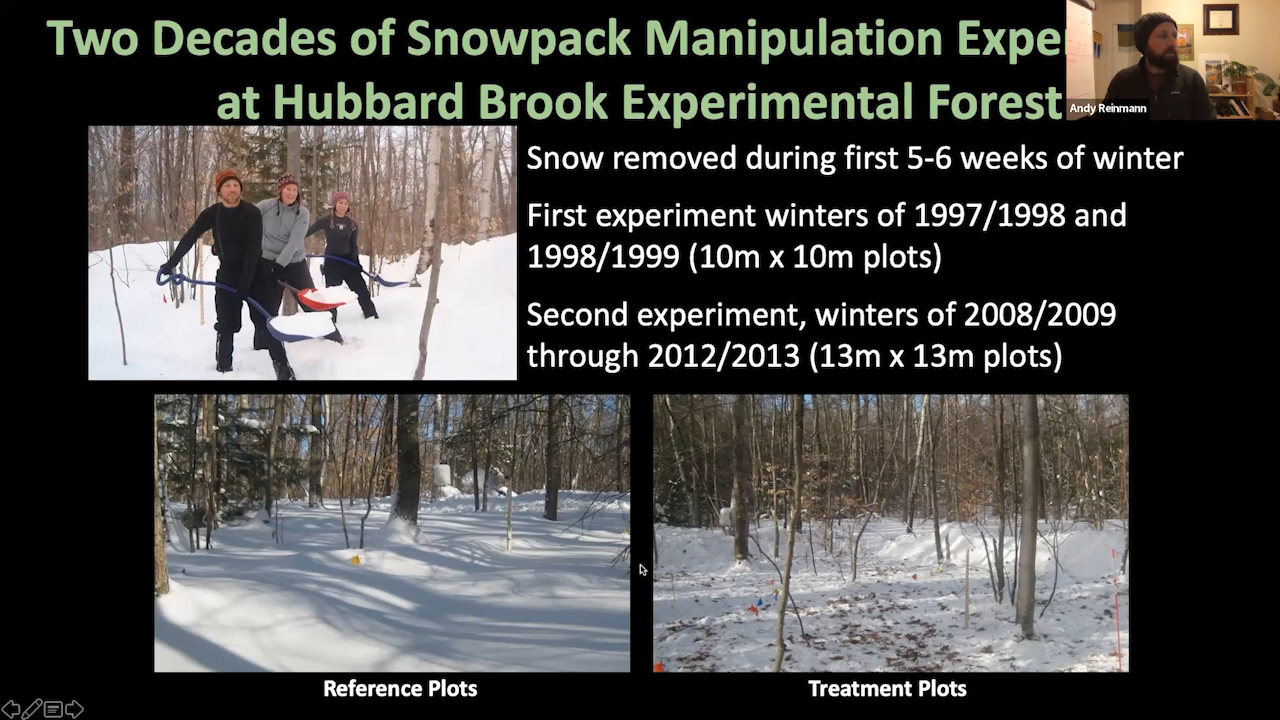 Two Decades of Snowpack Manipulation
at Hubbard Brook Experimental Forest
Andy Reinmann
Snow removed during first 5-6 weeks of winter
First experiment winters of 1997/1998 and
1998/1999 (10m x 10m plots)
Second experiment, winters of 2008/2009
through 2012/2013 (13m x 13m plots)
Reference Plots
Treatment Plots